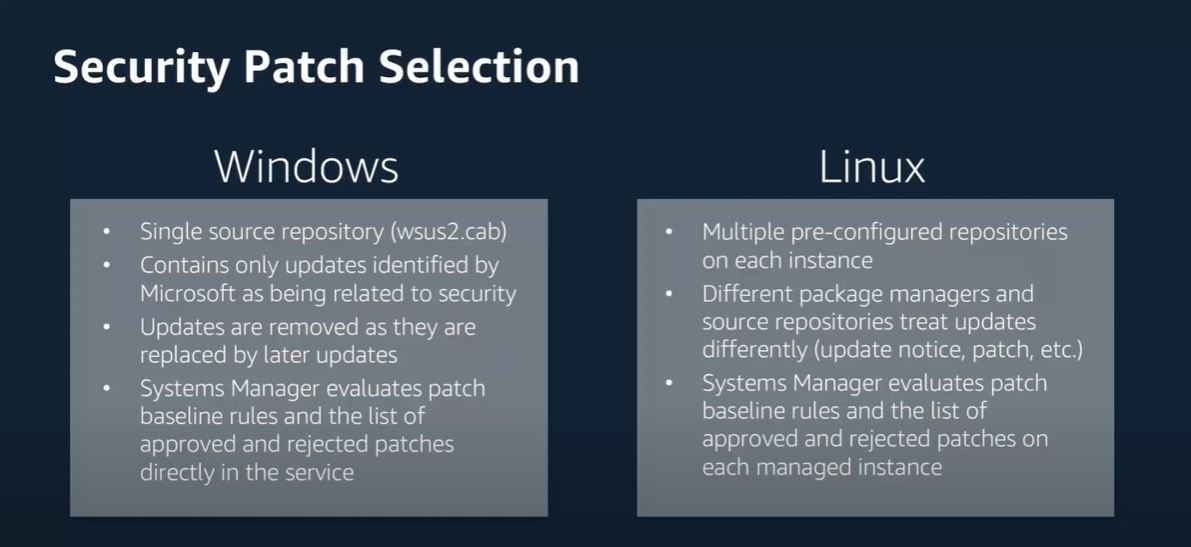 Security Patch Selection
Windows
• Single source repository (wsus2.cab)
• Contains only updates identified by
Microsoft as being related to security
• Updates are removed as they are
replaced by later updates
• Systems Manager evaluates patch
baseline rules and the list of
approved and rejected patches
directly in the service
Linux
• Multiple pre-configured repositories
on each instance
• Different package managers and
source repositories treat updates
differently (update notice, patch, etc.)
• Systems Manager evaluates patch
baseline rules and the list of
approved and rejected patches on
each managed instance